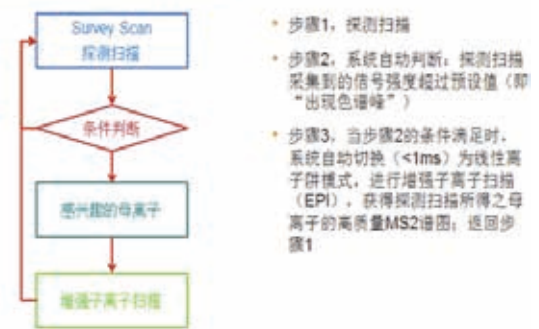 Survey Scan
探测扫描
条件判断
感兴趣的母离子
增强子离子扫描
• 步骤1，探测扫描
• 步骤2，系统自动判断：探测扫描
采集到的信号强度超过预设值（即
“出现色谱峰”）
• 步骤3，当步骤2的条件满足时，
系统自动切换（<1ms）为线性离
子阱模式，进行增强子离子扫描
（EPI），获得探测扫描所得之母
离子的高质量MS2谱图；返回步
骤1